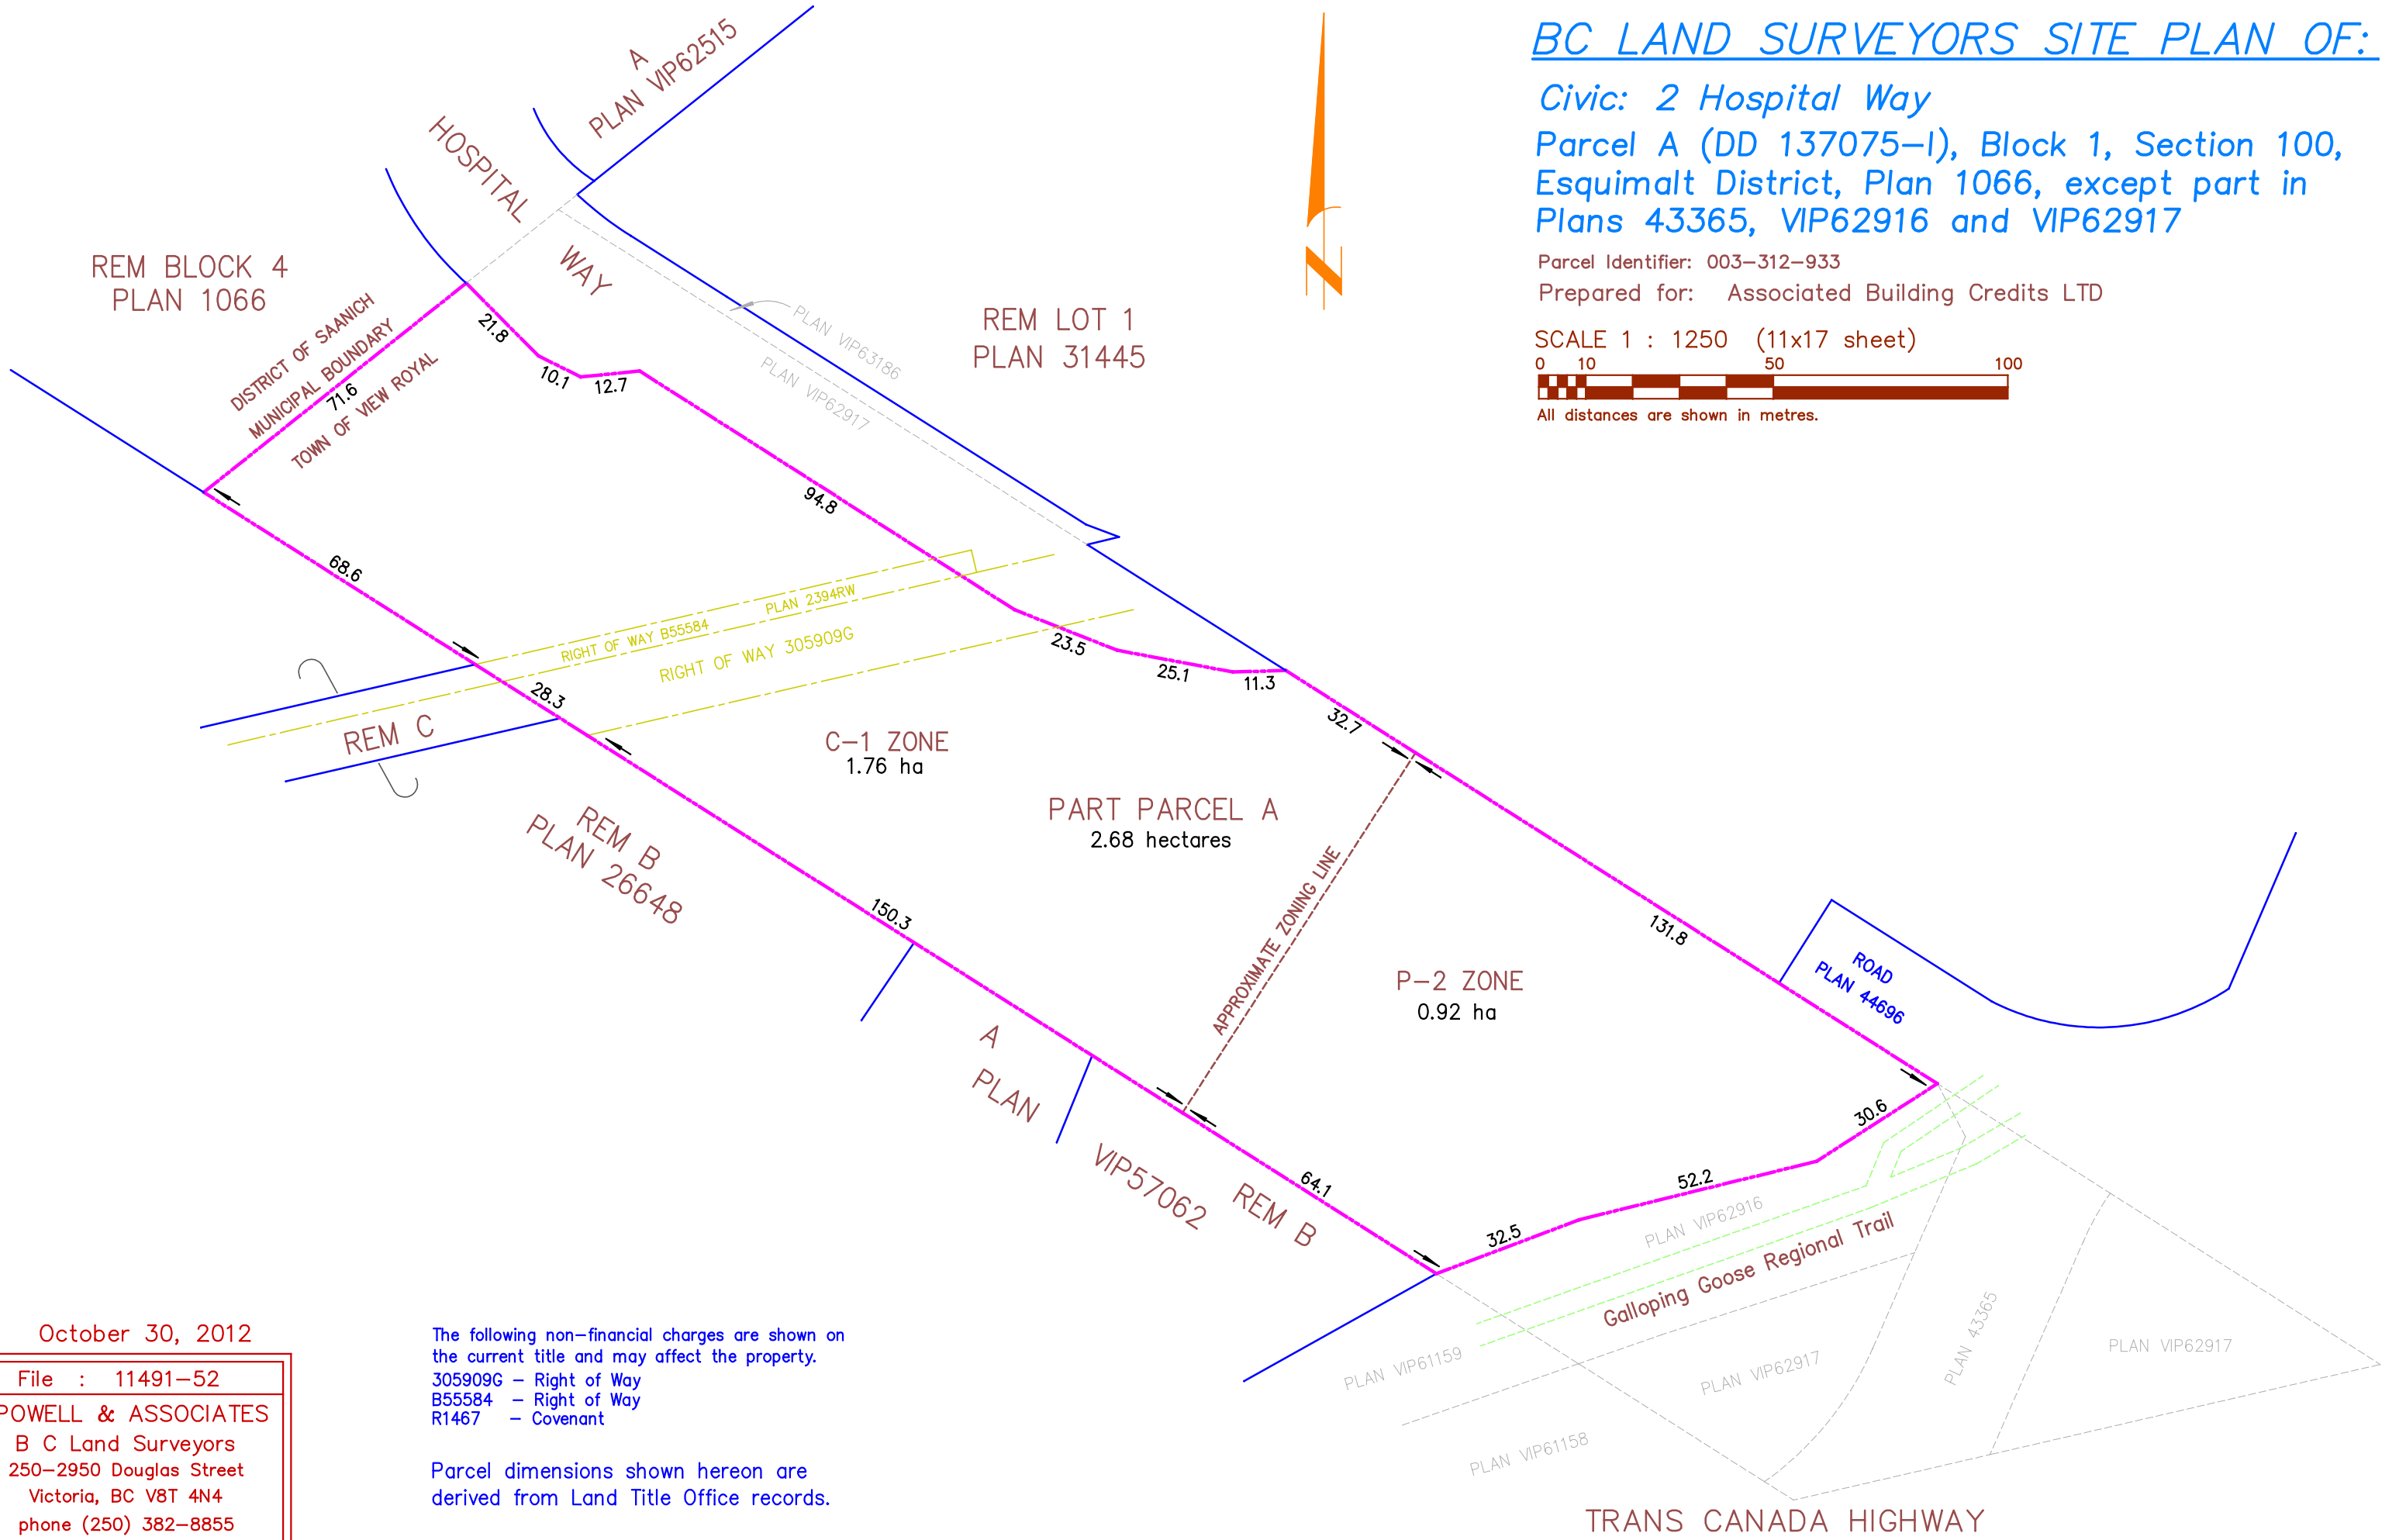 BC LAND SURVEYORS SITE PLAN OF:
Civic: 2 Hospital Way
Parcel A (DD 137075-I), Block 1, Section 100,
Esquimalt District, Plan 1066, except part in
Plans 43365, VIP62916 and VIP62917
Parcel Identifier: 003-312-933
Prepared for: Associated Building Credits LTD
SCALE 1 : 1250 (11x17 sheet)
0 10 50 100
All distances are shown in metres.
N
A
PLAN VIP62515
HOSPITAL
WAY
REM BLOCK 4
PLAN 1066
DISTRICT OF SAANICH
MUNICIPAL BOUNDARY
71.6
TOWN OF VIEW ROYAL
21.8
10.1
12.7
PLAN VIP63186
PLAN VIP62917
REM LOT 1
PLAN 31445
94.8
68.6
RIGHT OF WAY B55584
PLAN 2394RW
RIGHT OF WAY 305909G
23.5
25.1
11.3
32.7
28.3
REM C
C-1 ZONE
1.76 ha
PART PARCEL A
2.68 hectares
REM B
PLAN 26648
150.3
APPROXIMATE ZONING LINE
131.8
P-2 ZONE
0.92 ha
ROAD
PLAN 44696
A
PLAN
VIP57062
REM B
64.1
32.5
52.2
30.6
PLAN VIP62916
Galloping Goose Regional Trail
PLAN VIP61159
PLAN VIP62917
PLAN 43365
PLAN VIP62917
PLAN VIP61158
TRANS CANADA HIGHWAY
October 30, 2012
File : 11491-52
POWELL & ASSOCIATES
B C Land Surveyors
250-2950 Douglas Street
Victoria, BC V8T 4N4
phone (250) 382-8855
The following non-financial charges are shown on
the current title and may affect the property.
305909G - Right of Way
B55584 - Right of Way
R1467 - Covenant
Parcel dimensions shown hereon are
derived from Land Title Office records.